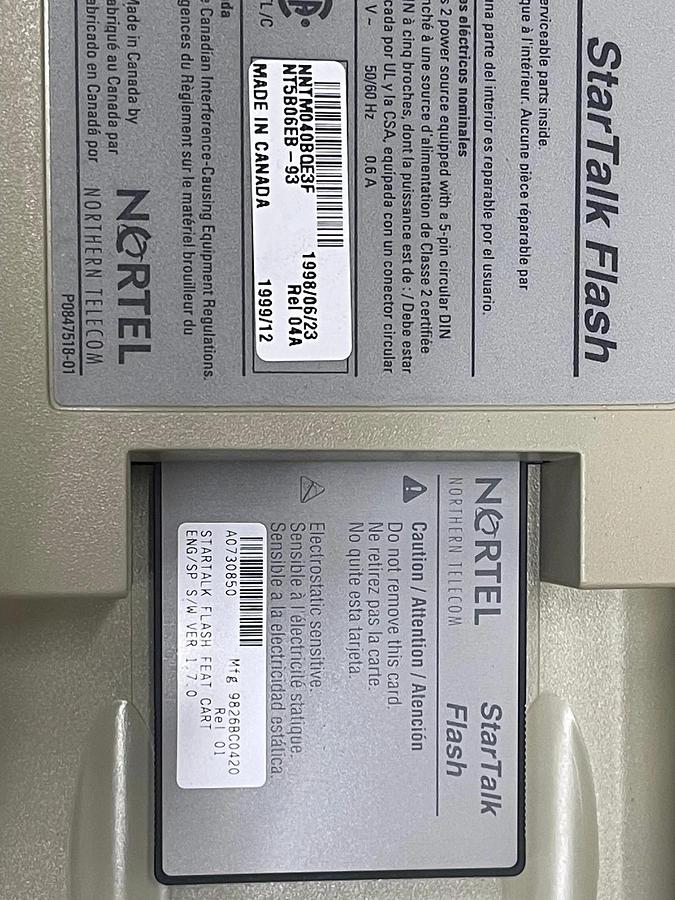 StarTalk Flash
erviceable parts inside.
que à l'intérieur. Aucune pièce réparable par
una parte del interior es reparable por el usuario.
es eléctricos nominales
s 2 power source equipped with a 5-pin circular DIN
nché à une source d'alimentation de Classe 2 certifiée
IN à cinq broches, dont la puissance est de : / Debe estar
cada por UL y la CSA, equipada con un conector circular
V ~ 50/60 Hz 0.6 A
NNTM040BQE3F 1998/06/23
NT5B06EB-93 Rel 04A
MADE IN CANADA 1999/12
L/C
da
e Canadian Interference-Causing Equipment Regulations.
igences du Règlement sur le matériel brouilleur du
Made in Canada by
abriqué au Canada par
abricado en Canadá por
NORTEL
NORTHERN TELECOM
P0847518-01
NORTEL
NORTHERN TELECOM
StarTalk
Flash
Caution / Attention / Atención
Do not remove this card.
Ne retirez pas la carte.
No quite esta tarjeta.
Electrostatic sensitive.
Sensible à l'électricité statique.
Sensible a la electricidad estática.
A0730850 Mfg 9826BC0420
Rel 01
STARTALK FLASH FEAT CART
ENG/SP S/W VER 1.7.0